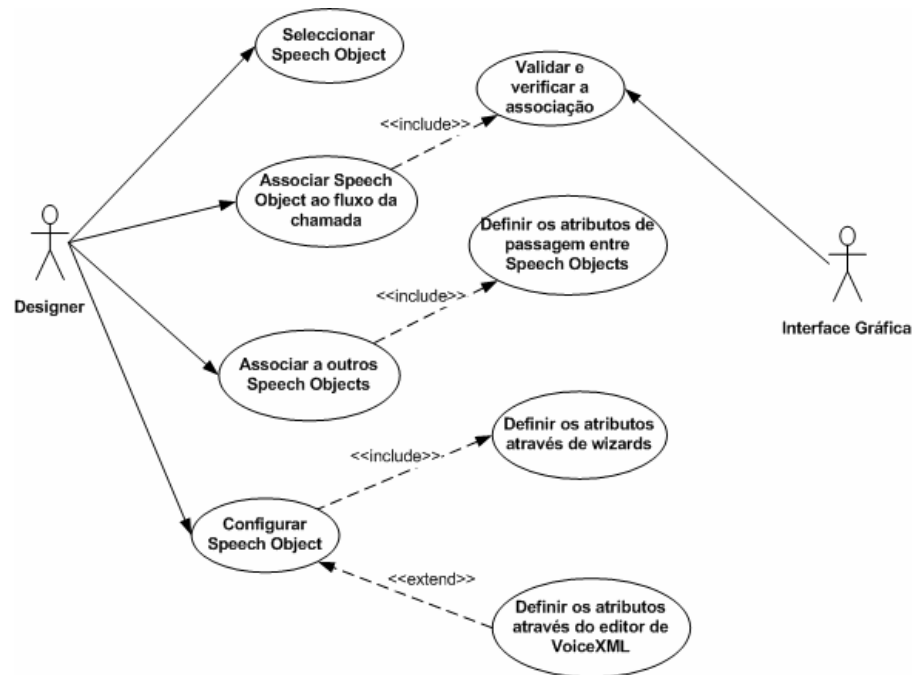 Seleccionar
Speech Object
Validar e
verificar a
associação
<<include>>
Associar Speech
Object ao fluxo da
chamada
Definir os atributos de
passagem entre
Speech Objects
<<include>>
Designer
Interface Gráfica
Associar a outros
Speech Objects
Definir os atributos
através de wizards
<<include>>
Configurar
Speech Object
<<extend>>
Definir os atributos
através do editor de
VoiceXML